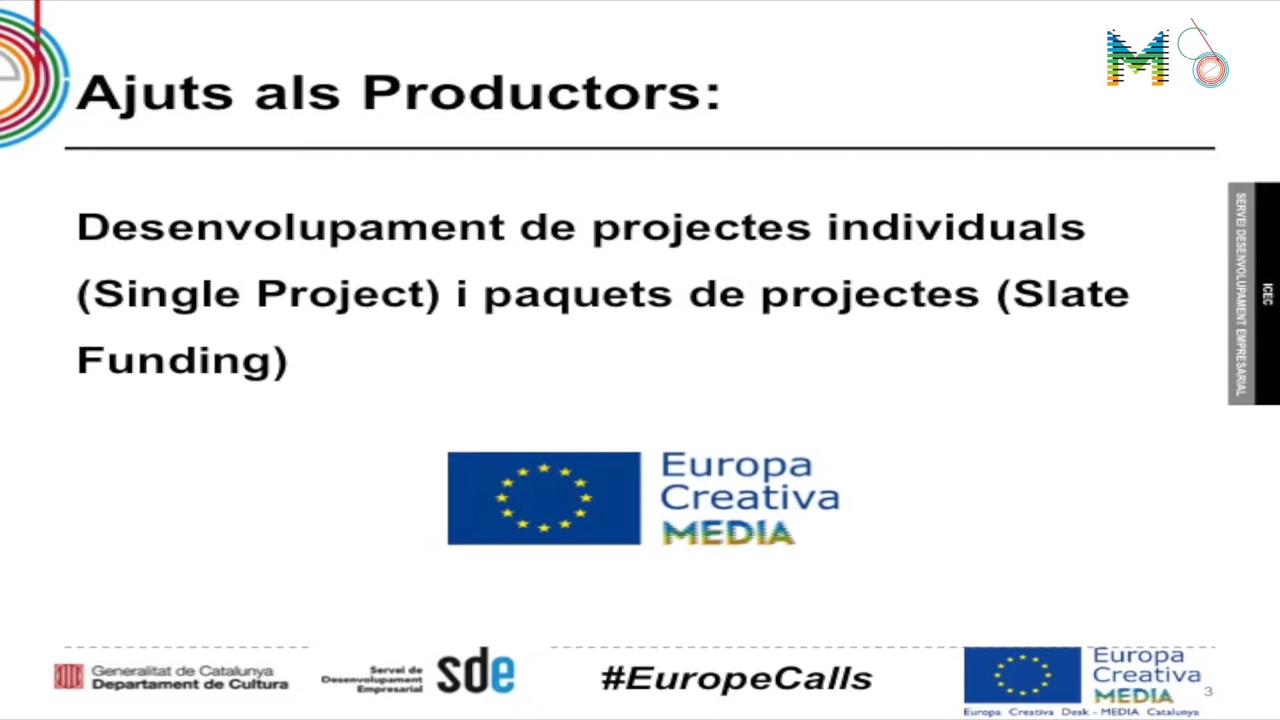 Ajuts als Productors:
Desenvolupament de projectes individuals
(Single Project) i paquets de projectes (Slate
Funding)
Europa
Creativa
MEDIA
ICEC
SERVEI DESENVOLUPAMENT EMPRESARIAL
Generalitat de Catalunya
Departament de Cultura
Servei de
Desenvolupament
Empresarial
sde
#EuropeCalls
Europa
Creativa
MEDIA
Europa Creativa Desk - MEDIA Catalunya
3